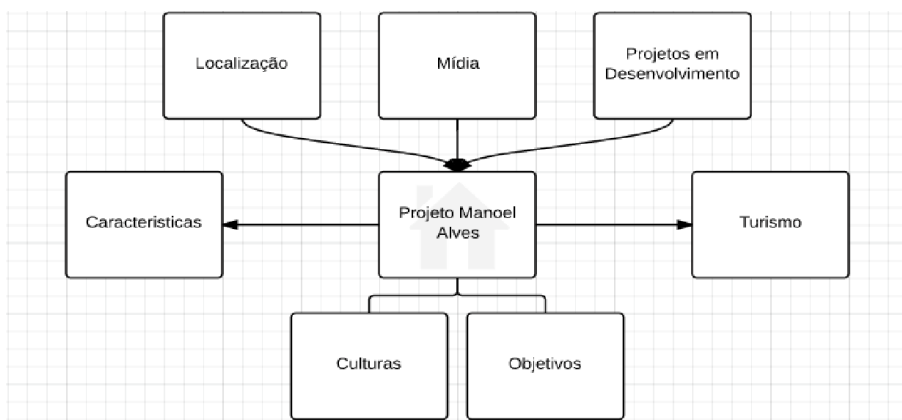 Localização
Mídia
Projetos em
Desenvolvimento
Caracteristicas
Projeto Manoel
Alves
Turismo
Culturas
Objetivos